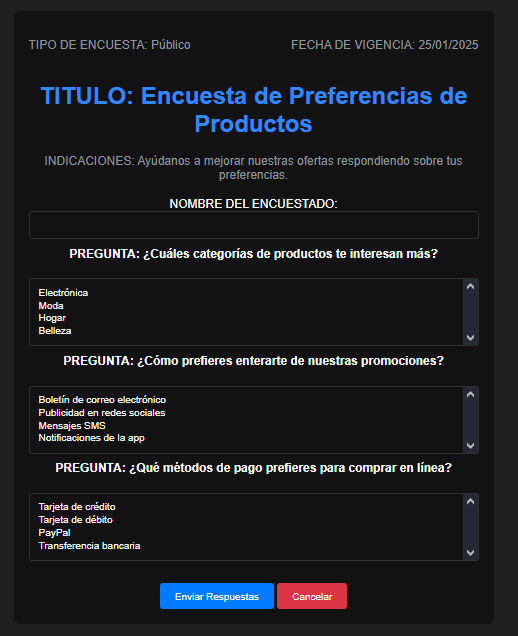 TIPO DE ENCUESTA: Público
FECHA DE VIGENCIA: 25/01/2025
TITULO: Encuesta de Preferencias de
Productos
INDICACIONES: Ayúdanos a mejorar nuestras ofertas respondiendo sobre tus
preferencias.
NOMBRE DEL ENCUESTADO:
PREGUNTA: ¿Cuáles categorías de productos te interesan más?
Electrónica
Moda
Hogar
Belleza
PREGUNTA: ¿Cómo prefieres enterarte de nuestras promociones?
Boletín de correo electrónico
Publicidad en redes sociales
Mensajes SMS
Notificaciones de la app
PREGUNTA: ¿Qué métodos de pago prefieres para comprar en línea?
Tarjeta de crédito
Tarjeta de débito
PayPal
Transferencia bancaria
Enviar Respuestas
Cancelar